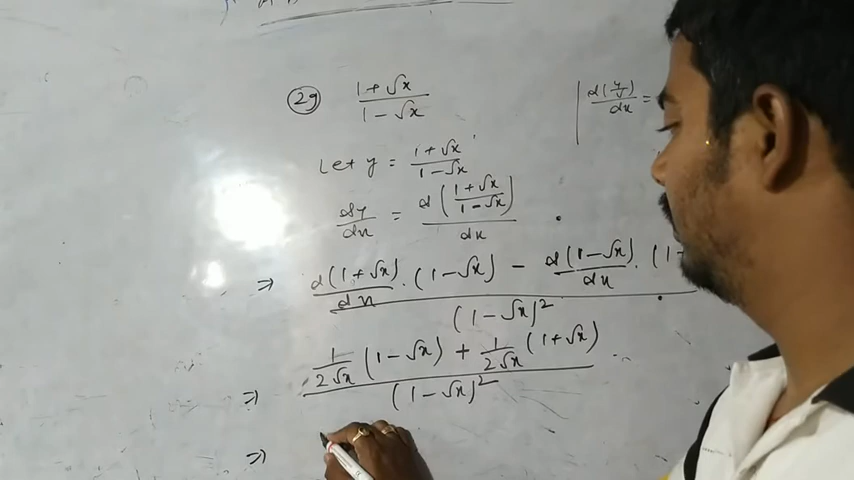 (29) (1+√x)/(1-√x)
d(u/v)/dx =
Let y = (1+√x)/(1-√x)
dy/dx = d((1+√x)/(1-√x))/dx
⇒ (d(1+√x)/dx . (1-√x) - d(1-√x)/dx . (1+)/(1-√x)²
⇒ (1/2√x (1-√x) + 1/2√x (1+√x))/(1-√x)²
⇒